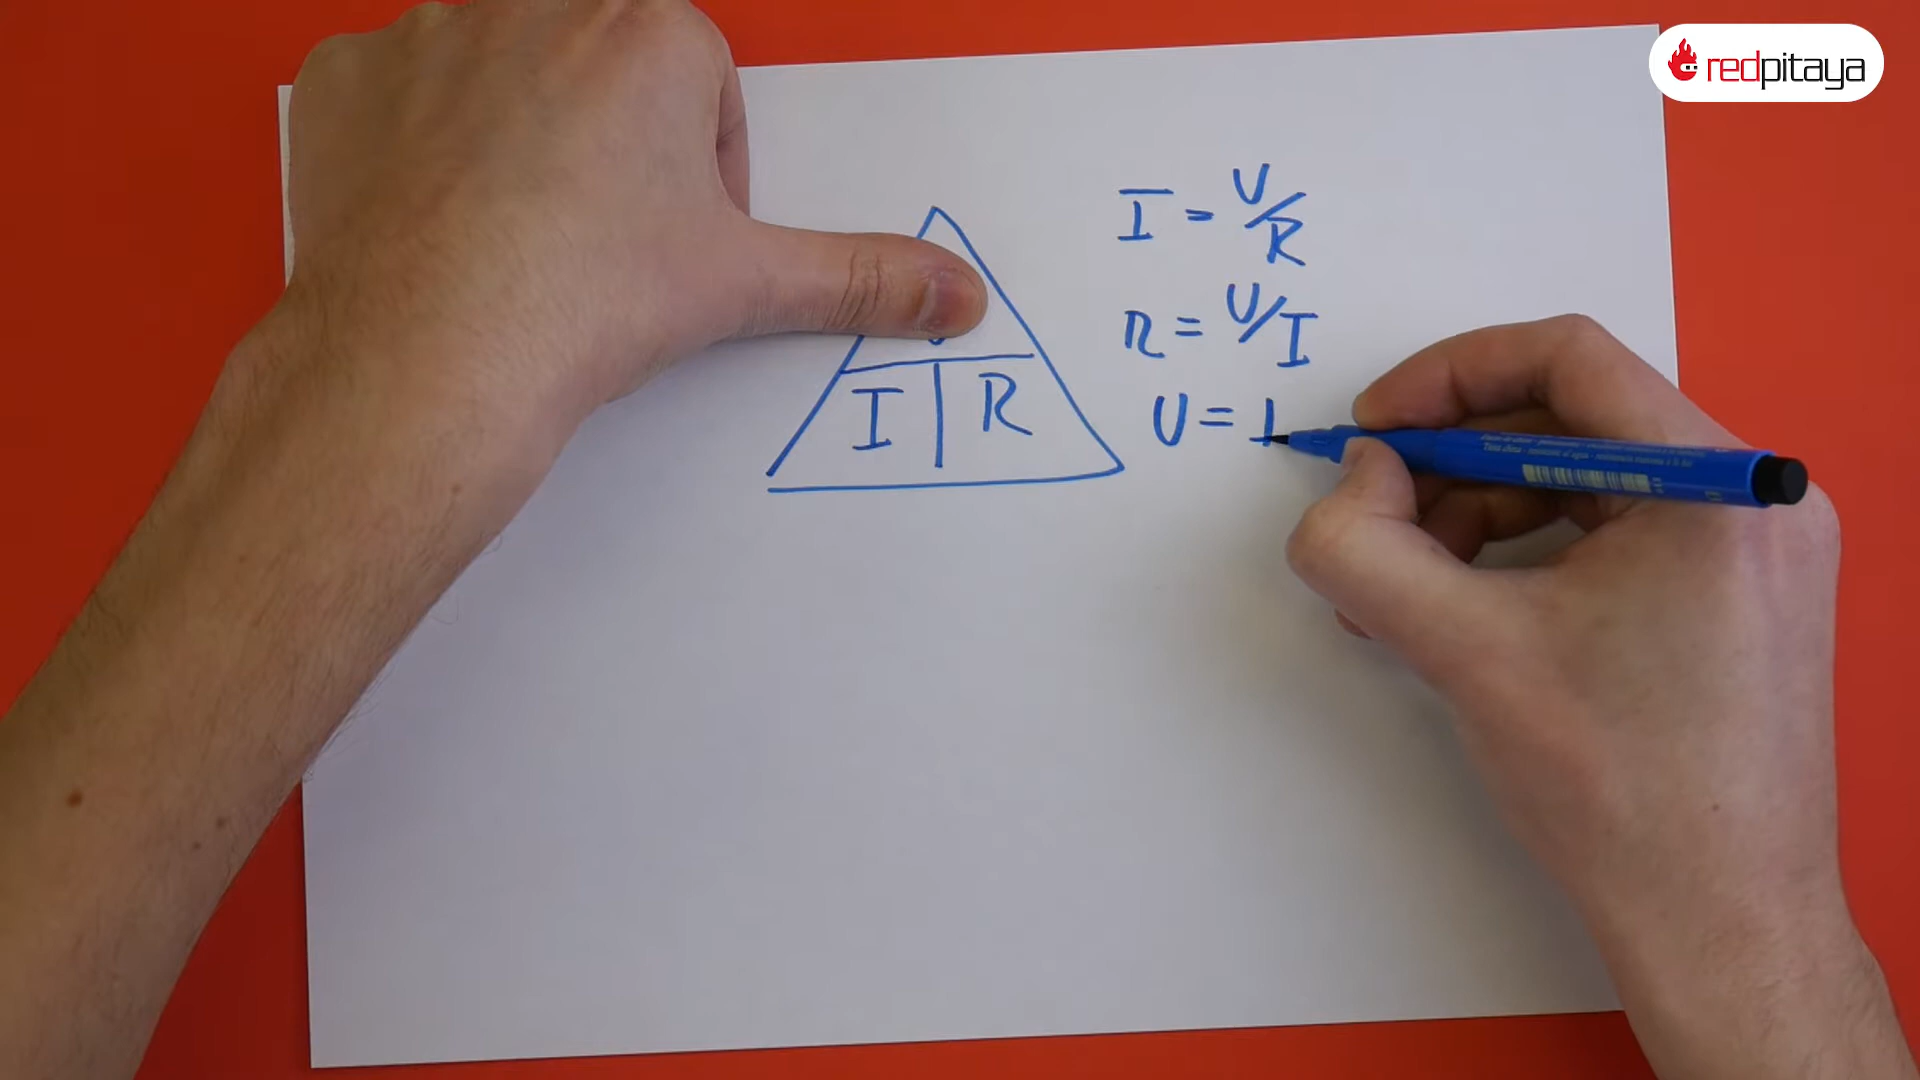 redpitaya
I = U/R
R = U/I
U = I
I R